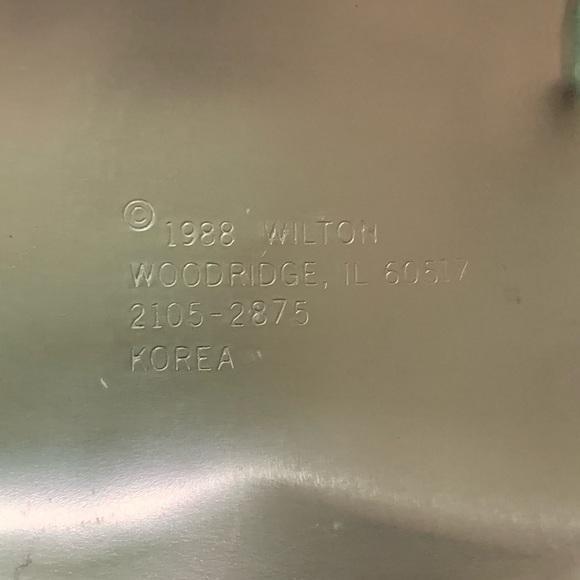 © 1988 WILTON
WOODRIDGE, IL 60517
2105-2875
KOREA